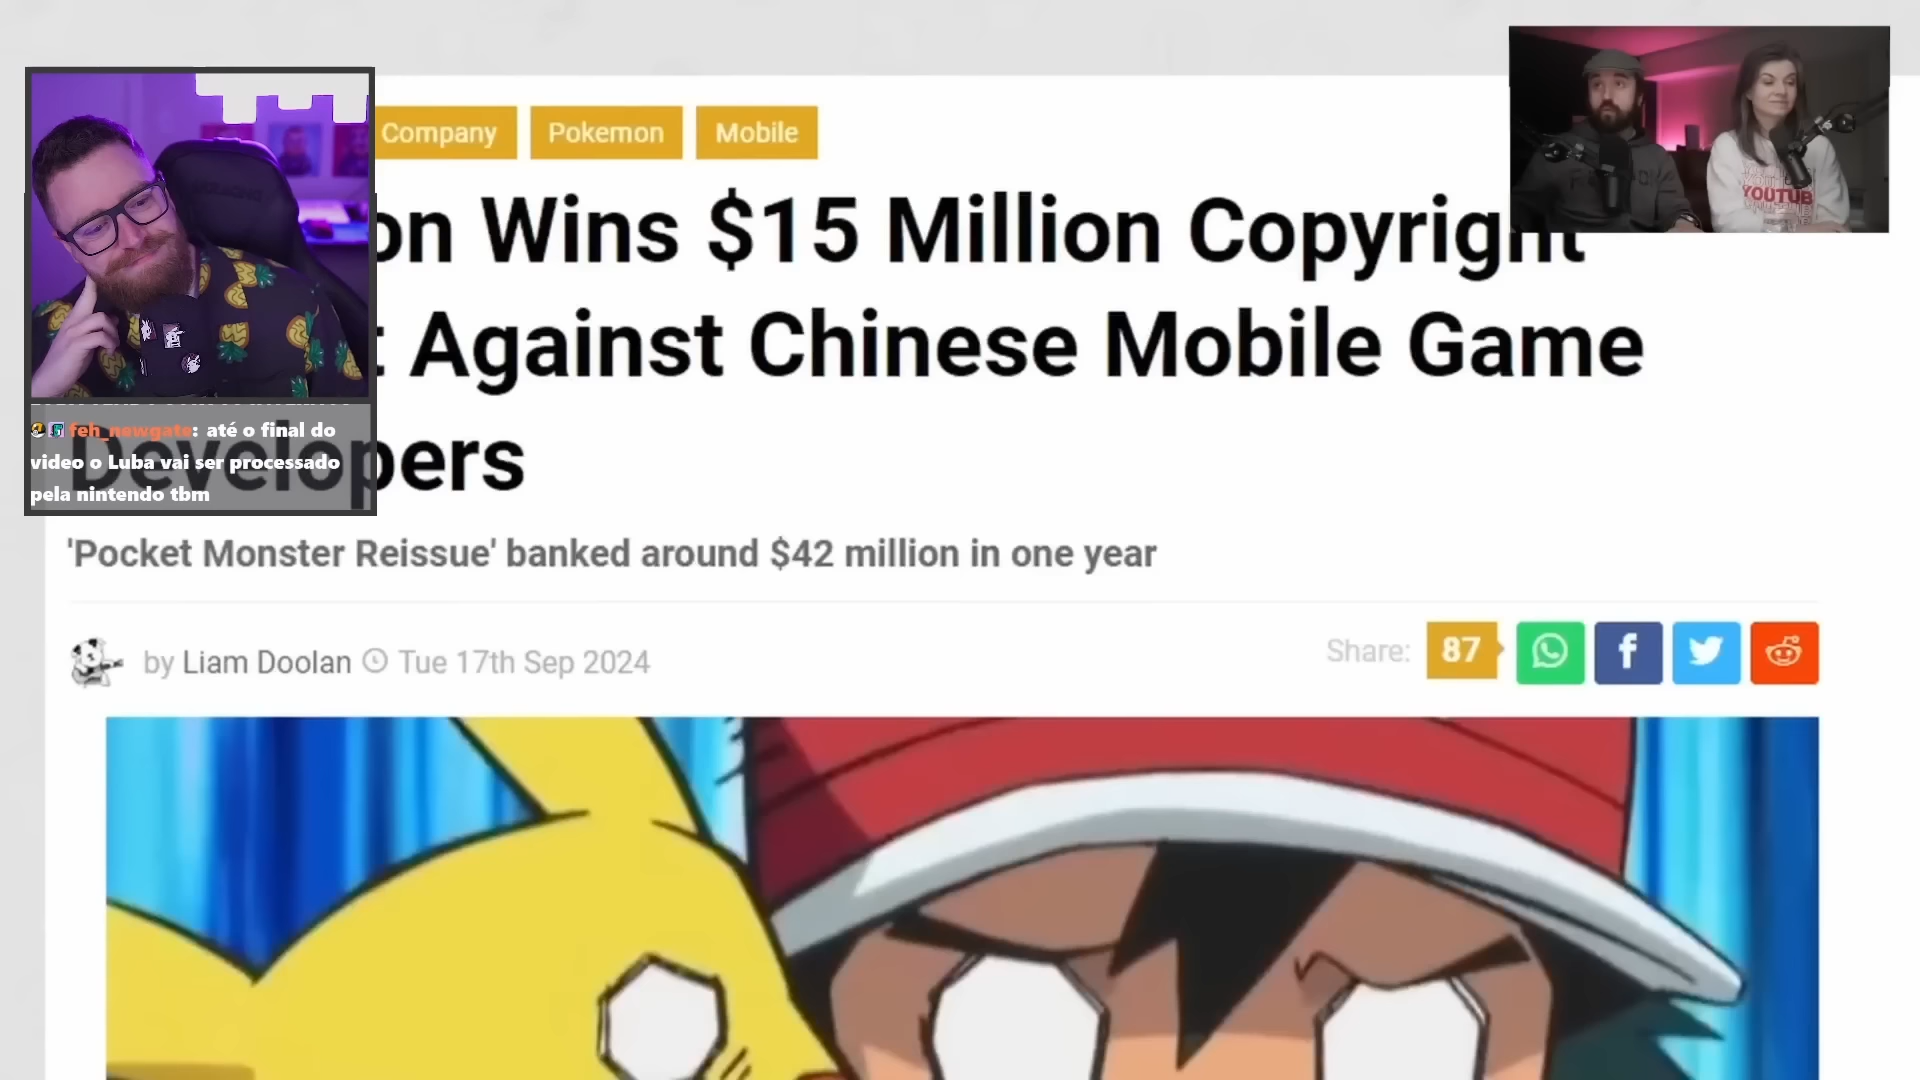 Company
Pokemon
Mobile
on Wins $15 Million Copyright
t Against Chinese Mobile Game
Developers
feh_newgate: até o final do
video o Luba vai ser processado
pela nintendo tbm
'Pocket Monster Reissue' banked around $42 million in one year
by Liam Doolan Tue 17th Sep 2024
Share: 87
YOUTUB